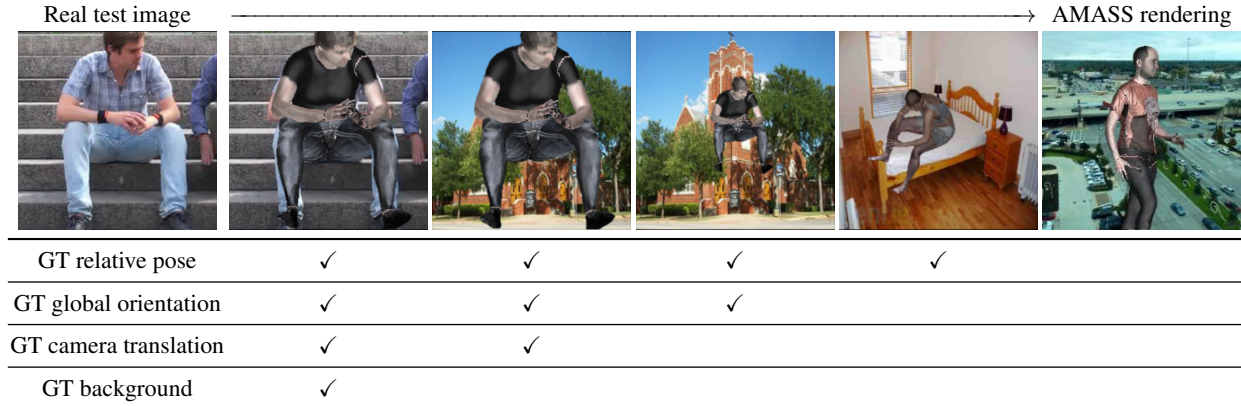 Real test image AMASS rendering
GT relative pose ✓ ✓ ✓ ✓
GT global orientation ✓ ✓ ✓
GT camera translation ✓ ✓
GT background ✓